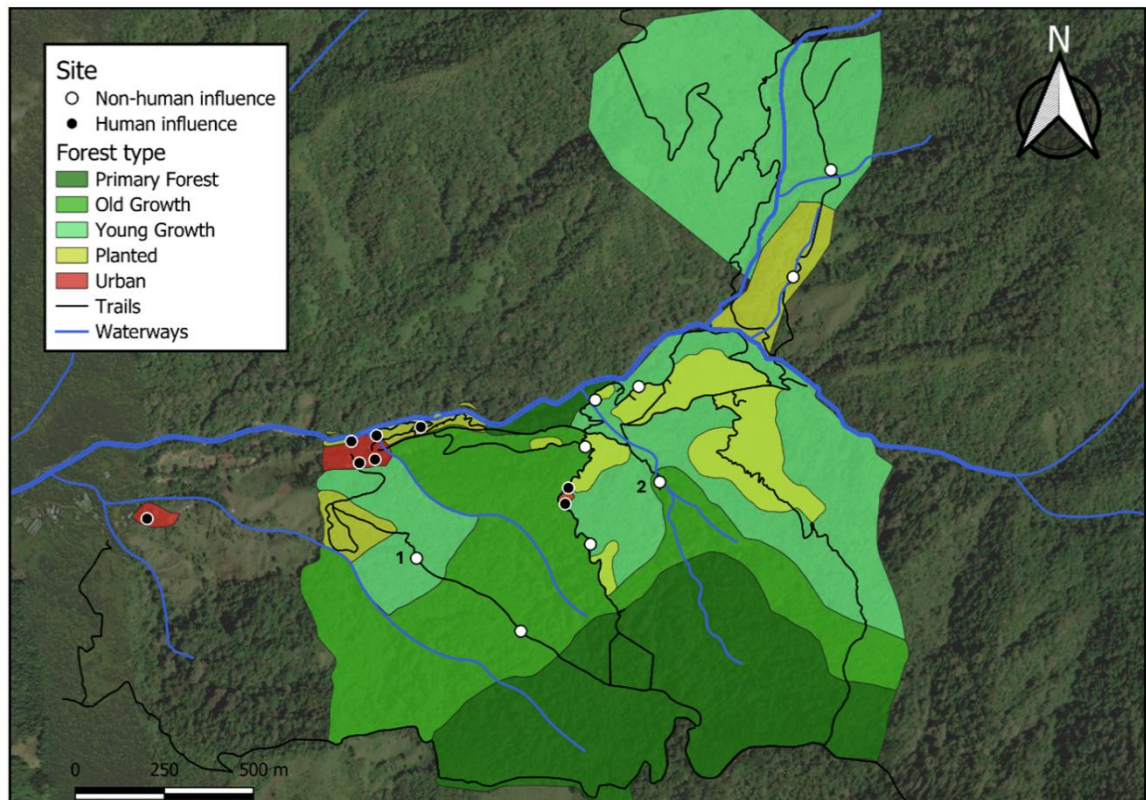 Site
Non-human influence
Human influence
Forest type
Primary Forest
Old Growth
Young Growth
Planted
Urban
Trails
Waterways
N
2
1
0 250 500 m